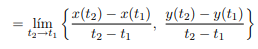 = lím_{t₂→t₁} { x(t₂) − x(t₁) / t₂ − t₁ , y(t₂) − y(t₁) / t₂ − t₁ }